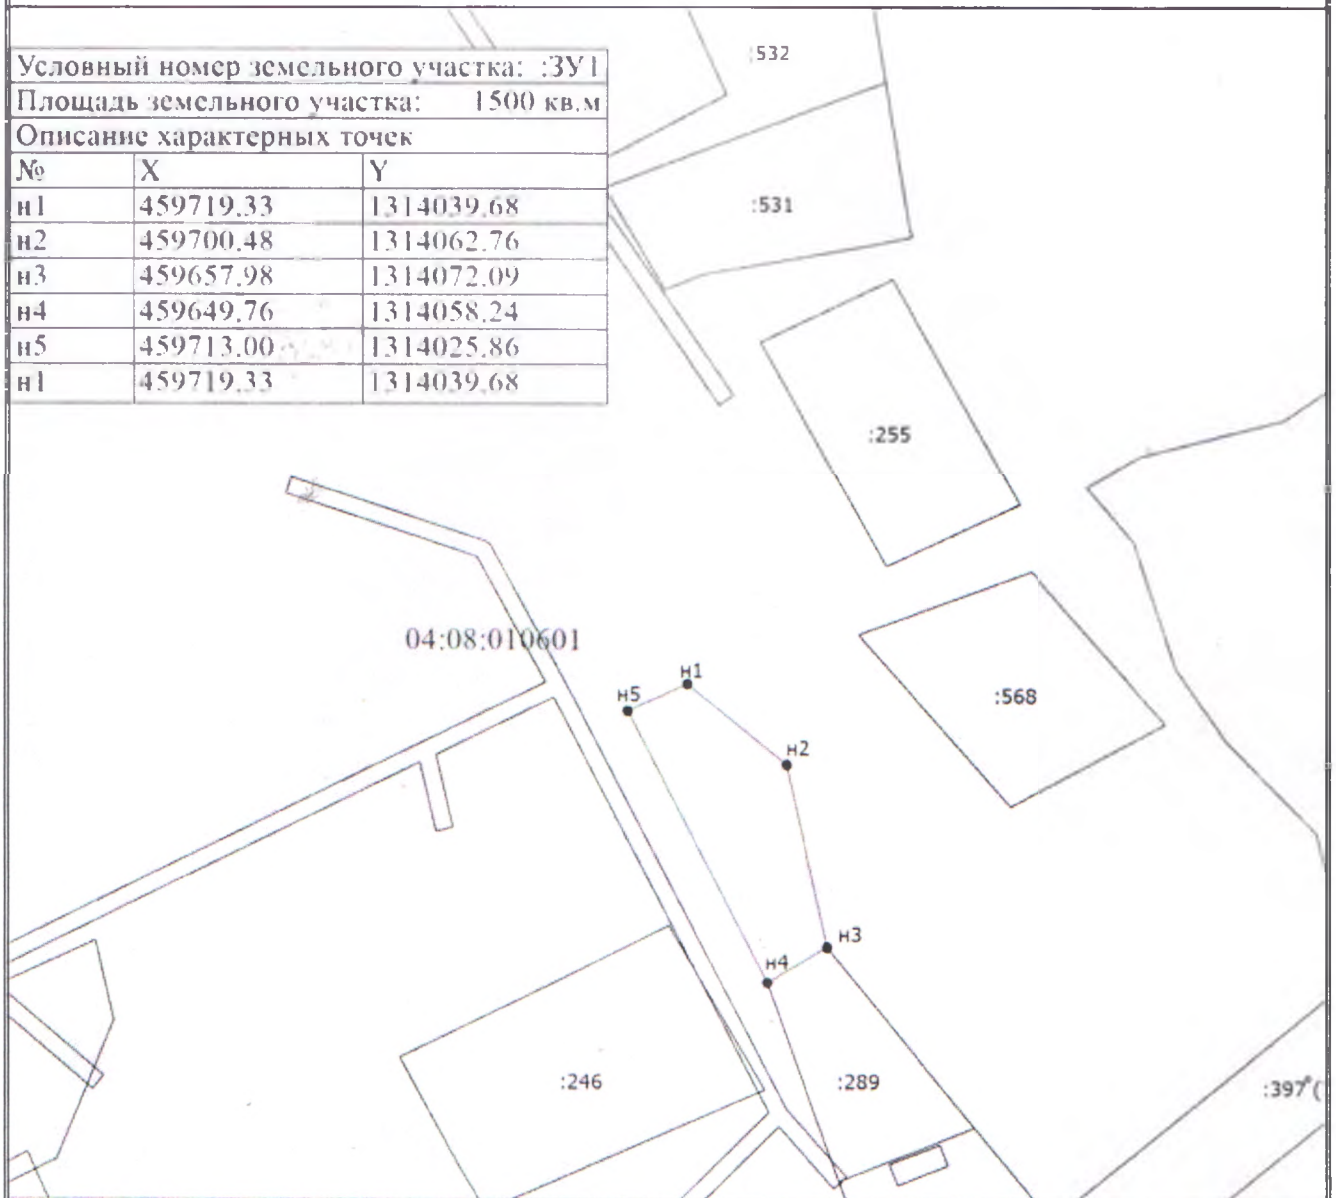 Условный номер земельного участка: :ЗУ1
Площадь земельного участка: 1500 кв.м
Описание характерных точек
№ X Y
н1 459719.33 1314039.68
н2 459700.48 1314062.76
н3 459657.98 1314072.09
н4 459649.76 1314058.24
н5 459713.00 1314025.86
н1 459719.33 1314039.68
:532
:531
:255
04:08:010601
н1
н5
:568
н2
н3
н4
:246
:289
:397 (